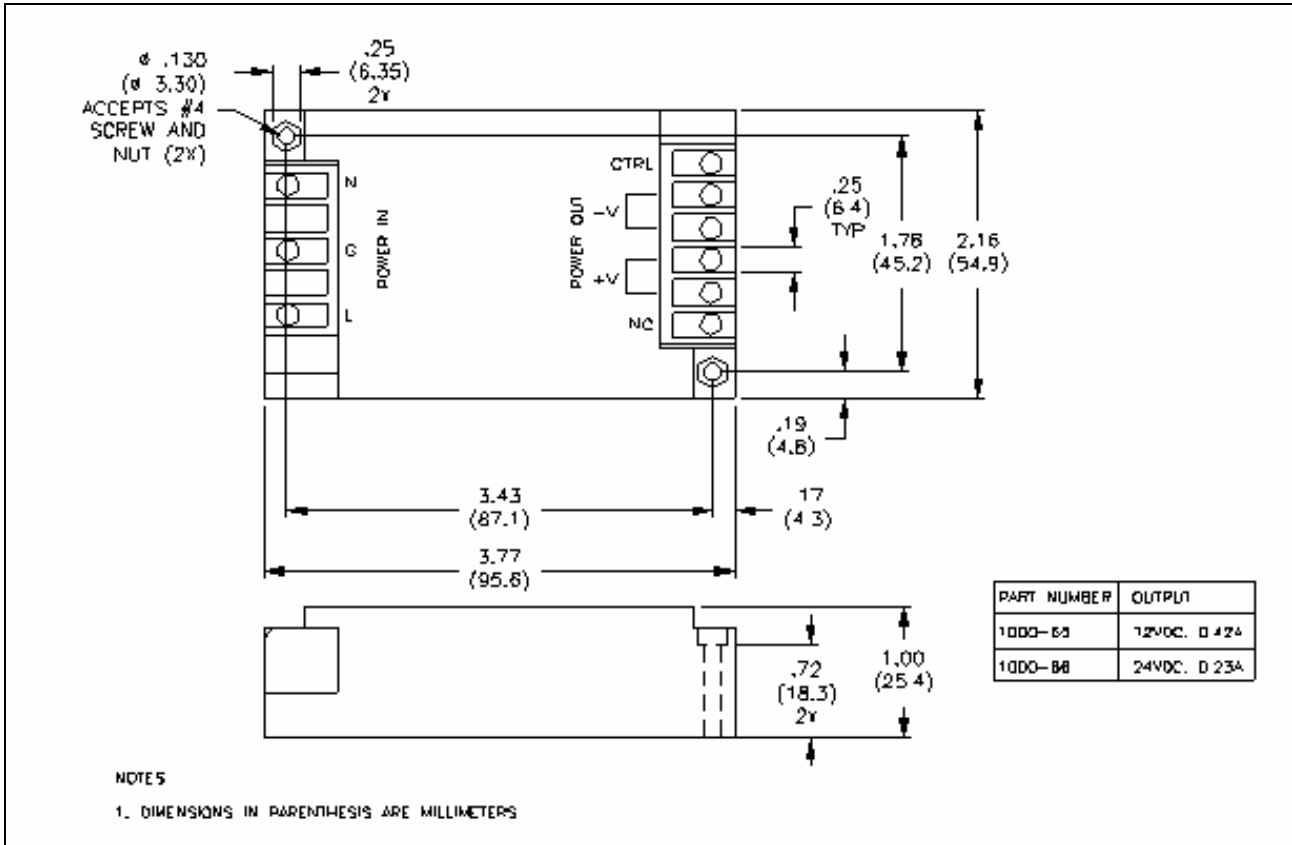 ø .130
(ø 3.30)
ACCEPTS #4
SCREW AND
NUT (2X)
.25
(6.35)
2X
N
G
L
POWER IN
CTRL
-V
+V
NC
POWER OUT
.25
(6.4)
TYP
1.78
(45.2)
2.16
(54.9)
.19
(4.8)
3.43
(87.1)
.17
(4.3)
3.77
(95.8)
.72
(18.3)
2X
1.00
(25.4)
PART NUMBER OUTPUT
12VDC. 0.42A
24VDC. 0.23A
NOTES
1. DIMENSIONS IN PARENTHESIS ARE MILLIMETERS